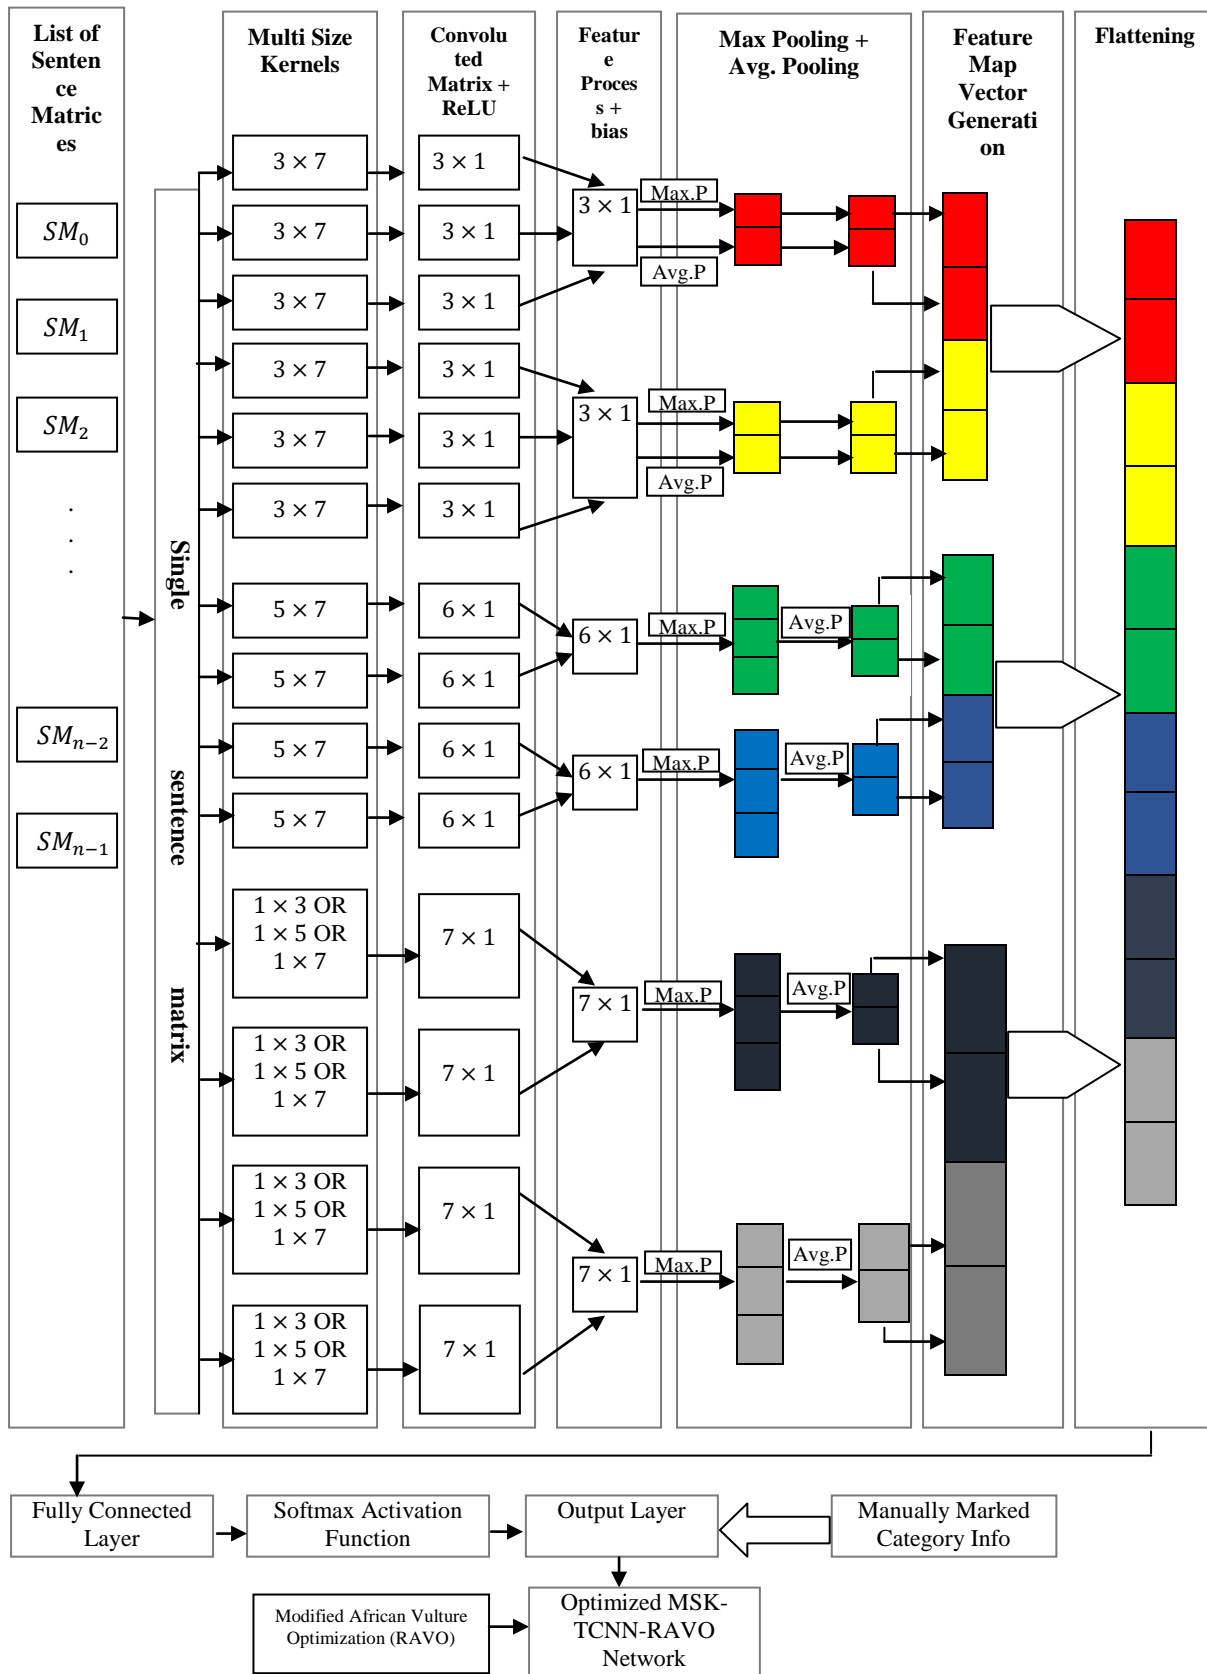 List of
Senten
ce
Matric
es
Multi Size
Kernels
Convolu
ted
Matrix +
ReLU
Featur
e
Proces
s +
bias
Max Pooling +
Avg. Pooling
Feature
Map
Vector
Generati
on
Flattening
SM₀
SM₁
SM₂
.
.
.
SMₙ₋₂
SMₙ₋₁
Single sentence matrix
3 × 7
3 × 7
3 × 7
3 × 7
3 × 7
3 × 7
5 × 7
5 × 7
5 × 7
5 × 7
1 × 3 OR
1 × 5 OR
1 × 7
1 × 3 OR
1 × 5 OR
1 × 7
1 × 3 OR
1 × 5 OR
1 × 7
1 × 3 OR
1 × 5 OR
1 × 7
3 × 1
3 × 1
3 × 1
3 × 1
3 × 1
3 × 1
6 × 1
6 × 1
6 × 1
6 × 1
7 × 1
7 × 1
7 × 1
7 × 1
3 × 1
3 × 1
6 × 1
6 × 1
7 × 1
7 × 1
Max.P
Avg.P
Max.P
Avg.P
Max.P
Avg.P
Max.P
Avg.P
Max.P
Avg.P
Max.P
Avg.P
Fully Connected
Layer
Softmax Activation
Function
Output Layer
Manually Marked
Category Info
Modified African Vulture
Optimization (RAVO)
Optimized MSK-
TCNN-RAVO
Network